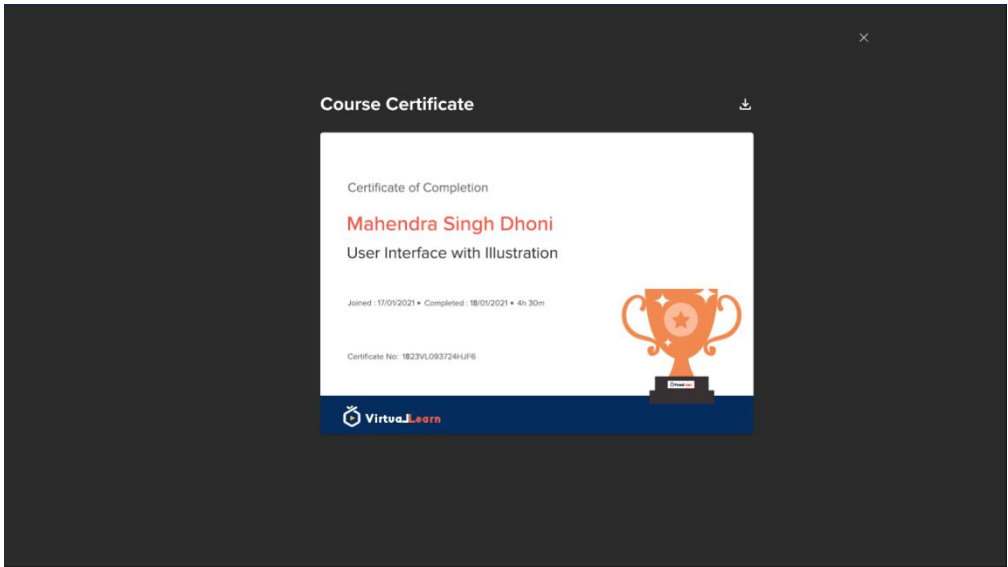 Course Certificate
Certificate of Completion
Mahendra Singh Dhoni
User Interface with Illustration
Joined : 17/01/2021 • Completed : 18/01/2021 • 4h 30m
Certificate No: 1823VL093724HJF6
VirtualLearn